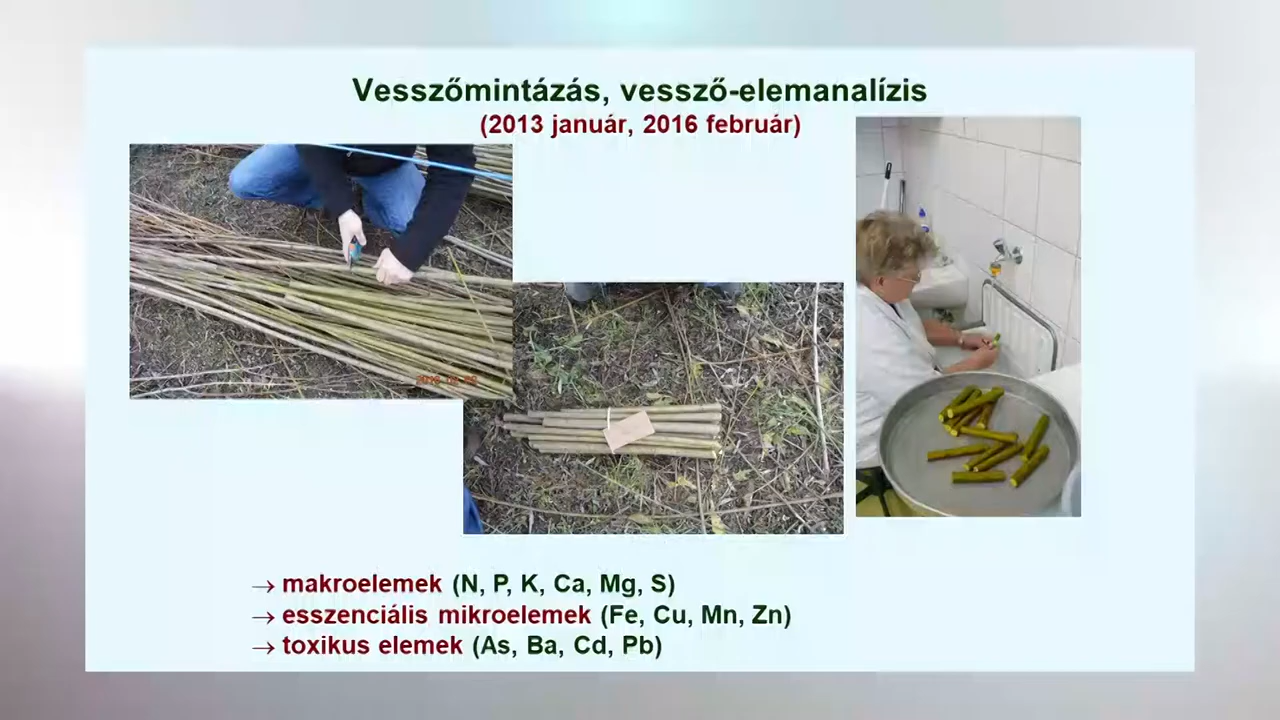 Vesszőmintázás, vessző-elemanalízis
(2013 január, 2016 február)
→ makroelemek (N, P, K, Ca, Mg, S)
→ esszenciális mikroelemek (Fe, Cu, Mn, Zn)
→ toxikus elemek (As, Ba, Cd, Pb)